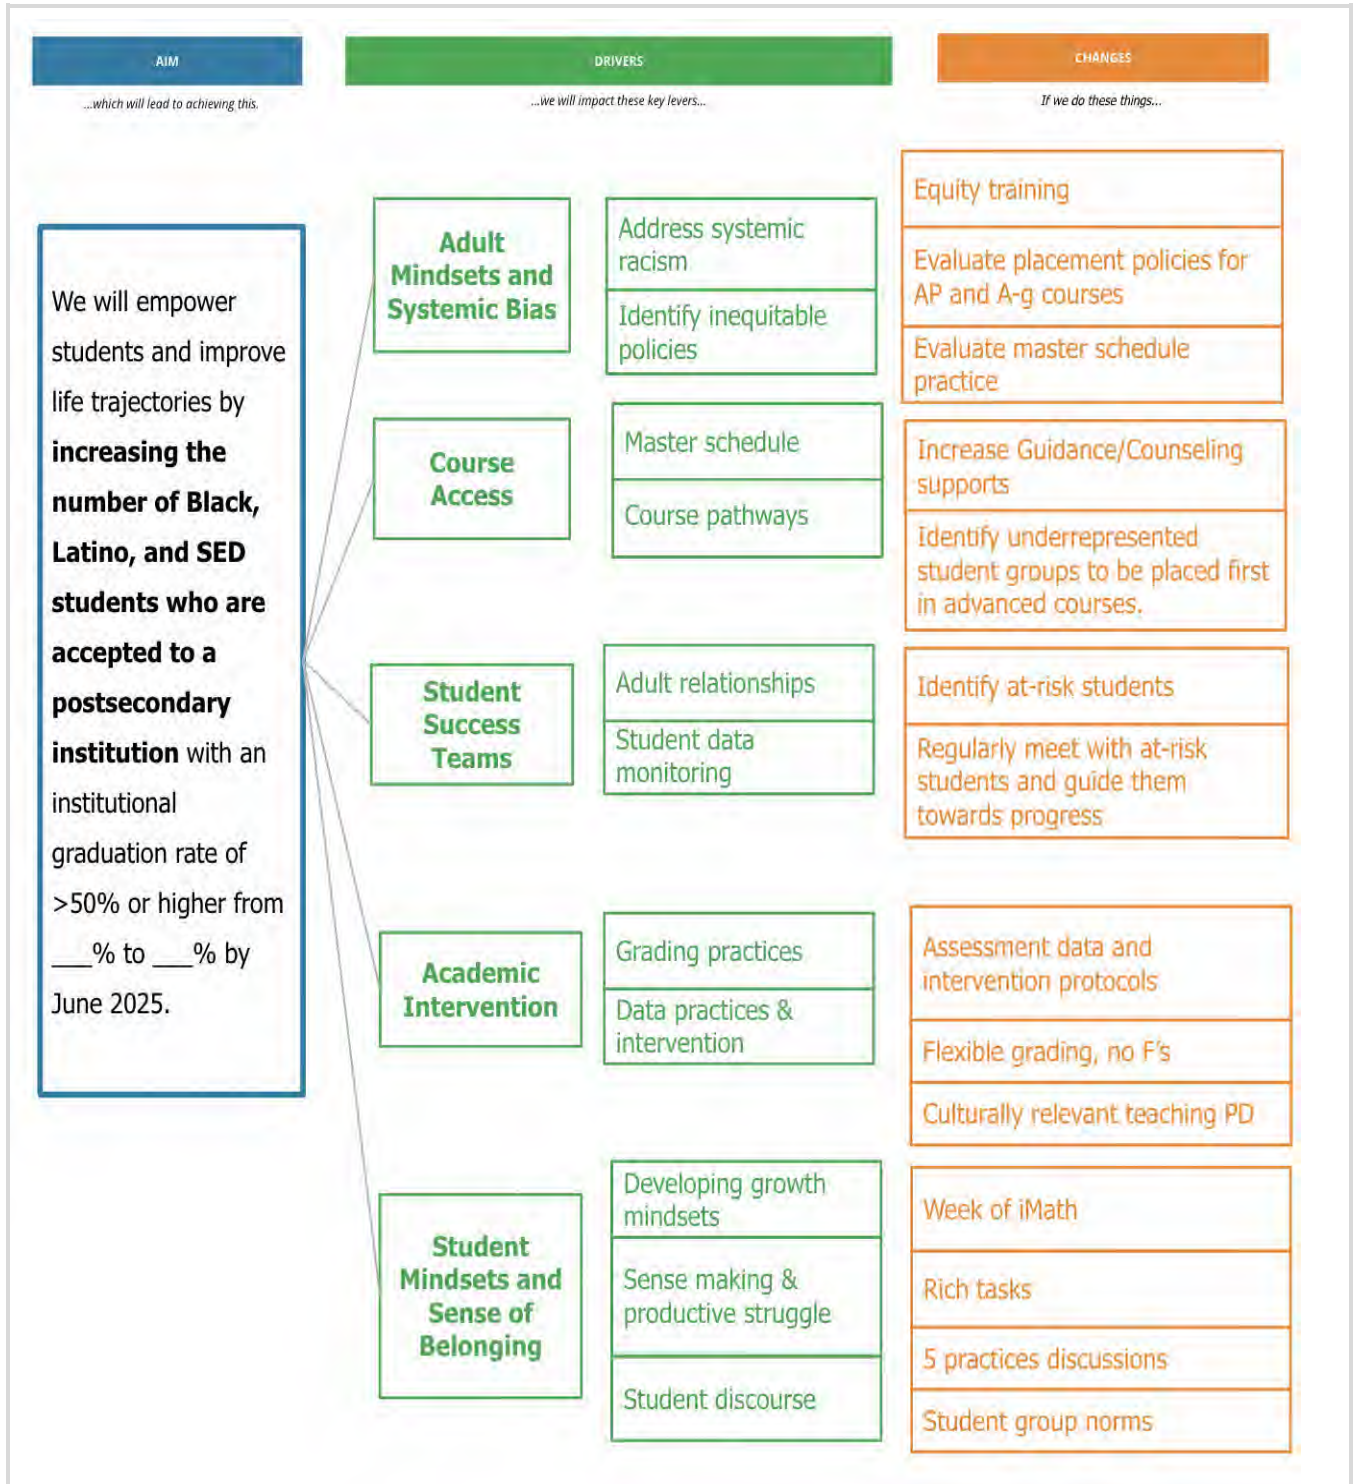 AIM
...which will lead to achieving this.
DRIVERS
...we will impact these key levers...
CHANGES
If we do these things...
We will empower
students and improve
life trajectories by
increasing the
number of Black,
Latino, and SED
students who are
accepted to a
postsecondary
institution with an
institutional
graduation rate of
>50% or higher from
___% to ___% by
June 2025.
Adult
Mindsets and
Systemic Bias
Address systemic
racism
Identify inequitable
policies
Equity training
Evaluate placement policies for
AP and A-g courses
Evaluate master schedule
practice
Course
Access
Master schedule
Course pathways
Increase Guidance/Counseling
supports
Identify underrepresented
student groups to be placed first
in advanced courses.
Student
Success
Teams
Adult relationships
Student data
monitoring
Identify at-risk students
Regularly meet with at-risk
students and guide them
towards progress
Academic
Intervention
Grading practices
Data practices &
intervention
Assessment data and
intervention protocols
Flexible grading, no F's
Culturally relevant teaching PD
Student
Mindsets and
Sense of
Belonging
Developing growth
mindsets
Sense making &
productive struggle
Student discourse
Week of iMath
Rich tasks
5 practices discussions
Student group norms